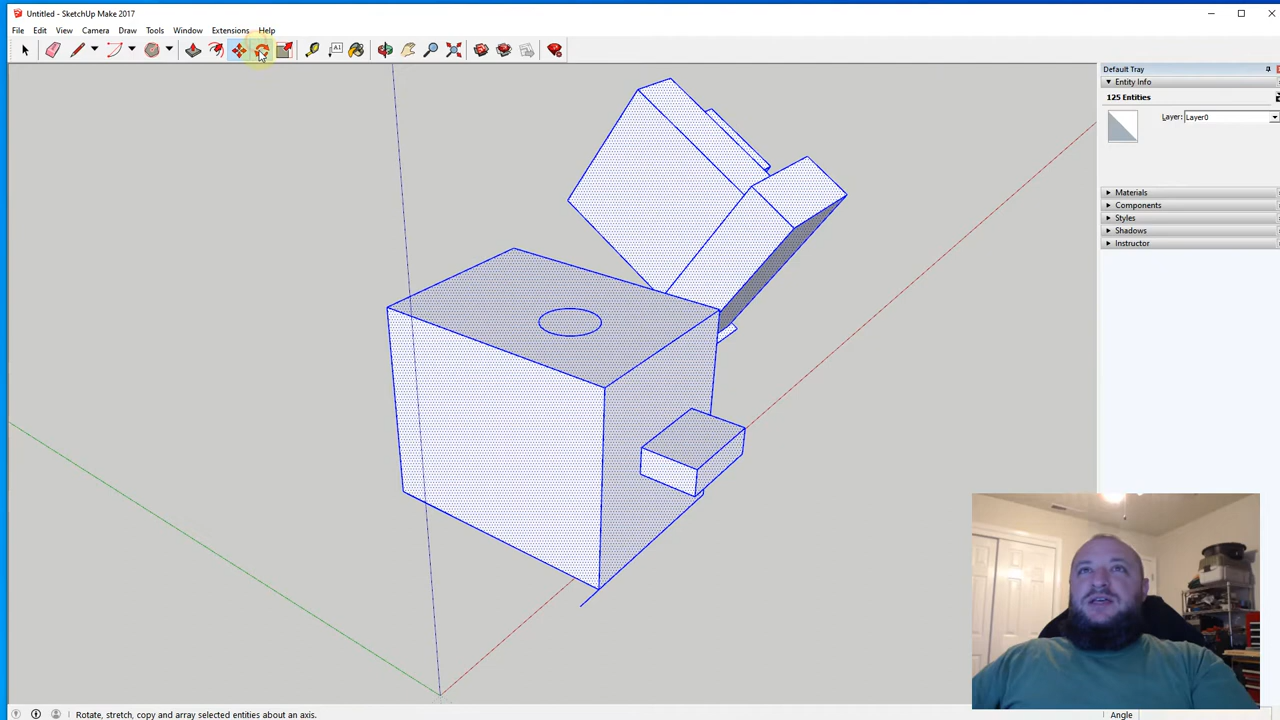 Untitled - SketchUp Make 2017
File Edit View Camera Draw Tools Window Extensions Help
A1
Default Tray
Entity Info
125 Entities
Layer: Layer0
Materials
Components
Styles
Shadows
Instructor
Rotate, stretch, copy and array selected entities about an axis.
Angle